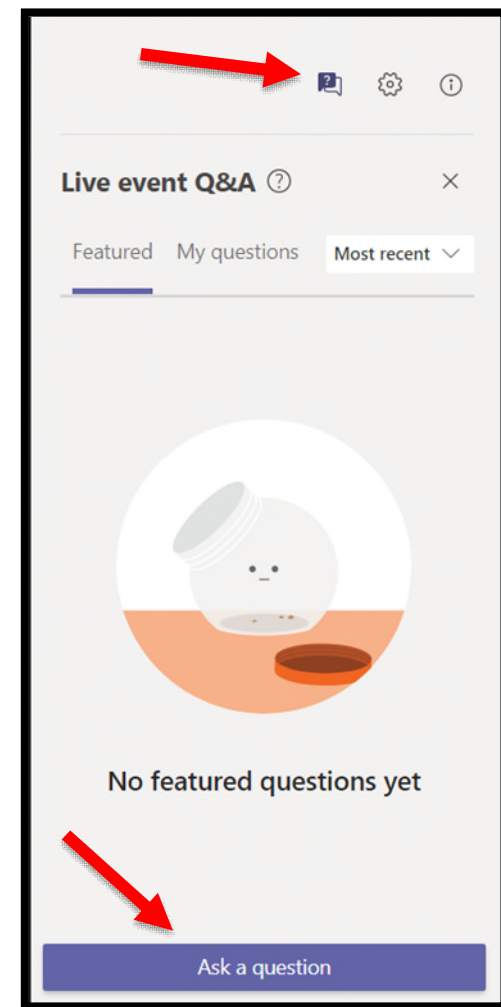 Live event Q&A
Featured My questions Most recent
No featured questions yet
Ask a question